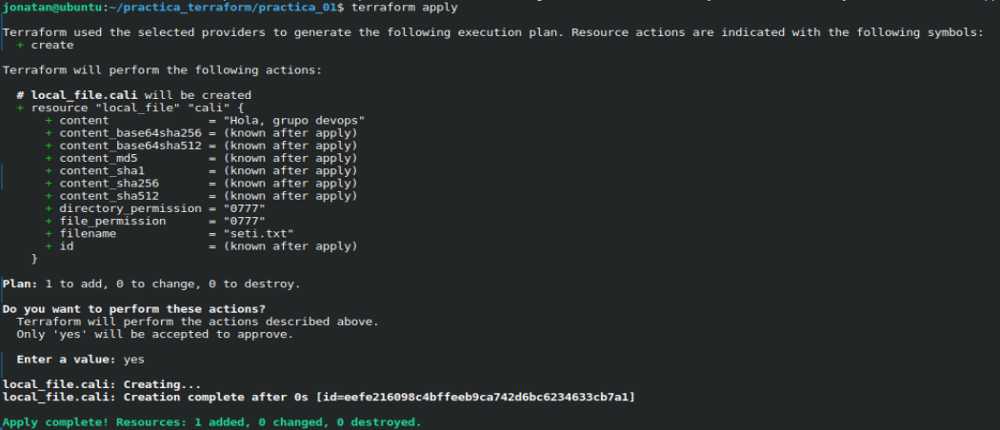 jonatan@ubuntu:~/practica_terraform/practica_01$ terraform apply
Terraform used the selected providers to generate the following execution plan. Resource actions are indicated with the following symbols:
+ create
Terraform will perform the following actions:
# local_file.cali will be created
+ resource "local_file" "cali" {
+ content = "Hola, grupo devops"
+ content_base64sha256 = (known after apply)
+ content_base64sha512 = (known after apply)
+ content_md5 = (known after apply)
+ content_sha1 = (known after apply)
+ content_sha256 = (known after apply)
+ content_sha512 = (known after apply)
+ directory_permission = "0777"
+ file_permission = "0777"
+ filename = "seti.txt"
+ id = (known after apply)
}
Plan: 1 to add, 0 to change, 0 to destroy.
Do you want to perform these actions?
Terraform will perform the actions described above.
Only 'yes' will be accepted to approve.
Enter a value: yes
local_file.cali: Creating...
local_file.cali: Creation complete after 0s [id=eefe216098c4bffeeb9ca742d6bc6234633cb7a1]
Apply complete! Resources: 1 added, 0 changed, 0 destroyed.